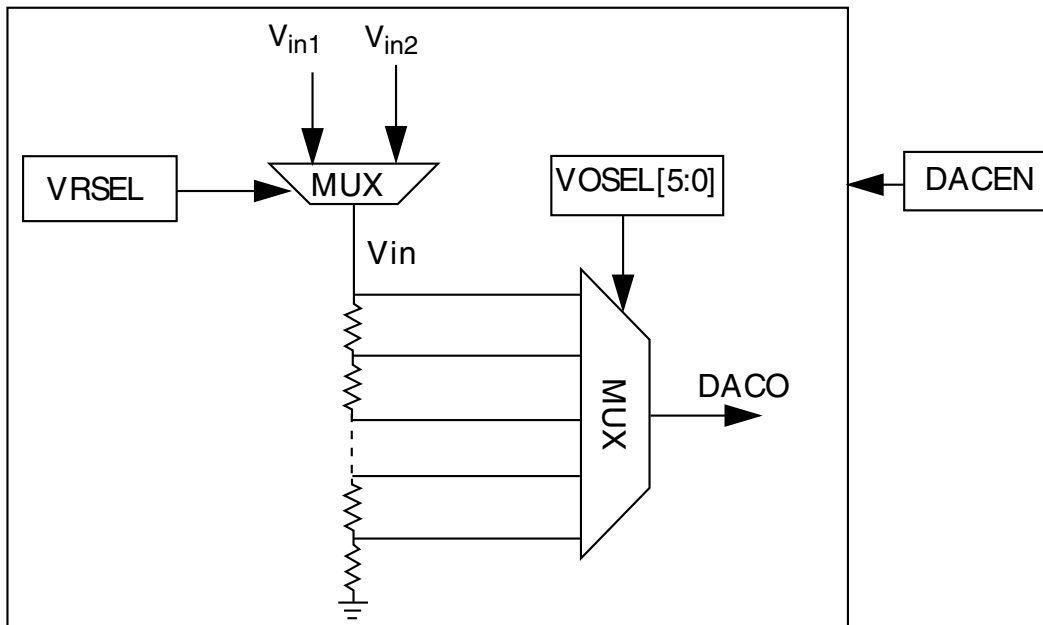 Vin1 Vin2
VRSEL
MUX
VOSEL[5:0]
DACEN
Vin
MUX
DACO